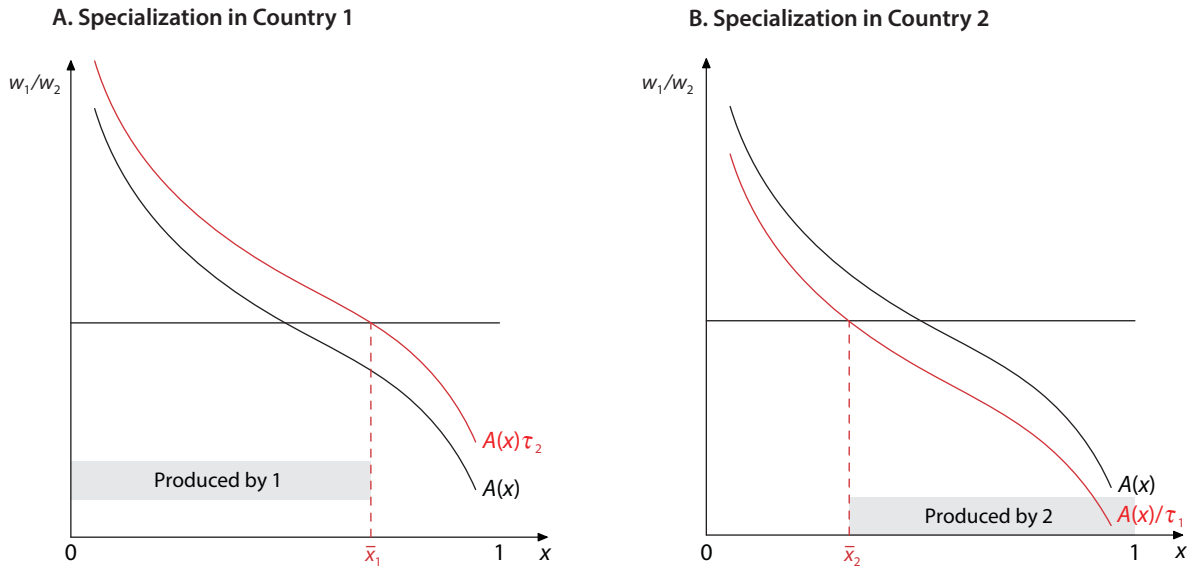 A. Specialization in Country 1
w₁/w₂
A(x)τ₂
Produced by 1
A(x)
0
x̄₁
1
x
B. Specialization in Country 2
w₁/w₂
A(x)
Produced by 2
A(x)/τ₁
0
x̄₂
1
x